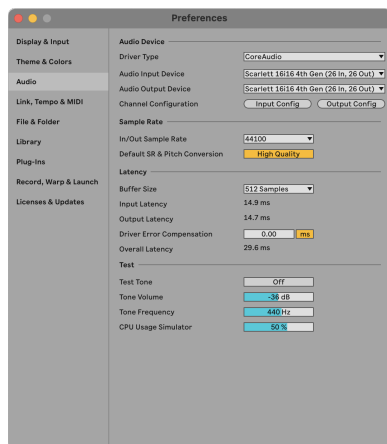 Preferences
Display & Input
Theme & Colors
Audio
Link, Tempo & MIDI
File & Folder
Library
Plug-Ins
Record, Warp & Launch
Licenses & Updates
Audio Device
Driver Type CoreAudio
Audio Input Device Scarlett 16i16 4th Gen (26 In, 26 Out)
Audio Output Device Scarlett 16i16 4th Gen (26 In, 26 Out)
Channel Configuration Input Config Output Config
Sample Rate
In/Out Sample Rate 44100
Default SR & Pitch Conversion High Quality
Latency
Buffer Size 512 Samples
Input Latency 14.9 ms
Output Latency 14.7 ms
Driver Error Compensation 0.00 ms
Overall Latency 29.6 ms
Test
Test Tone Off
Tone Volume -36 dB
Tone Frequency 440 Hz
CPU Usage Simulator 50 %